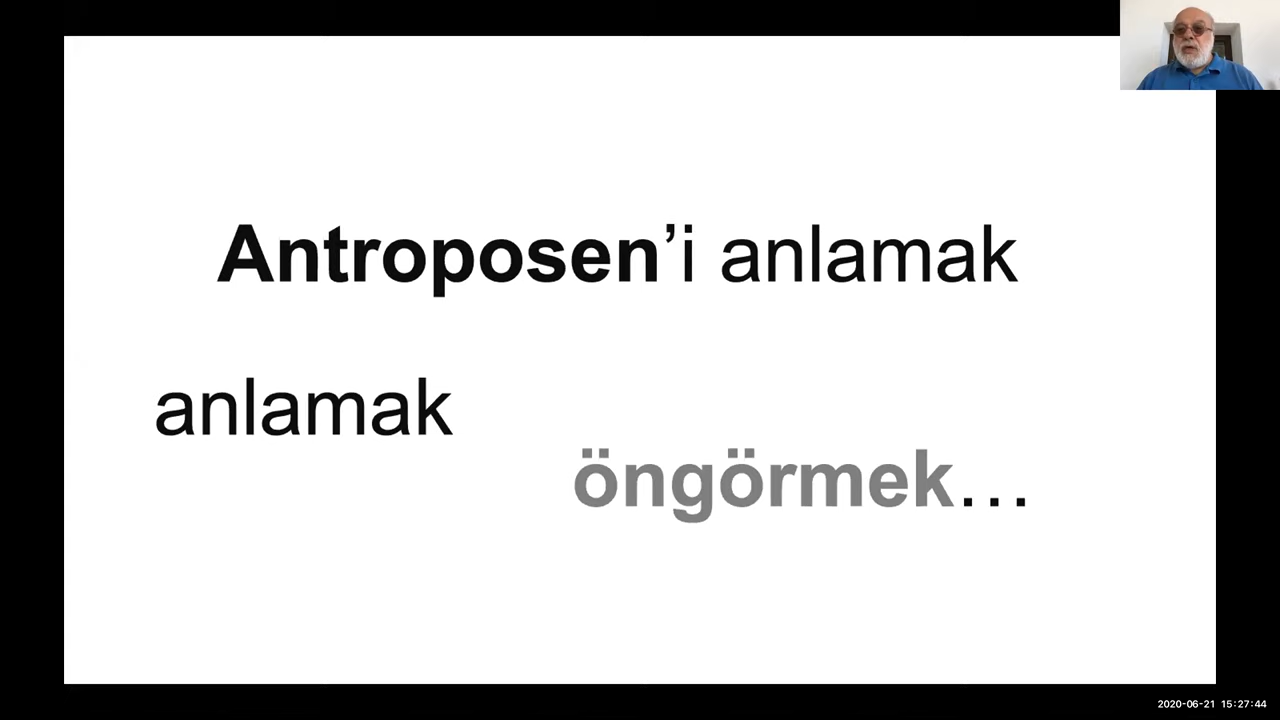 Antroposen’i anlamak
anlamak
öngörmek…
2020-06-21 15:27:44